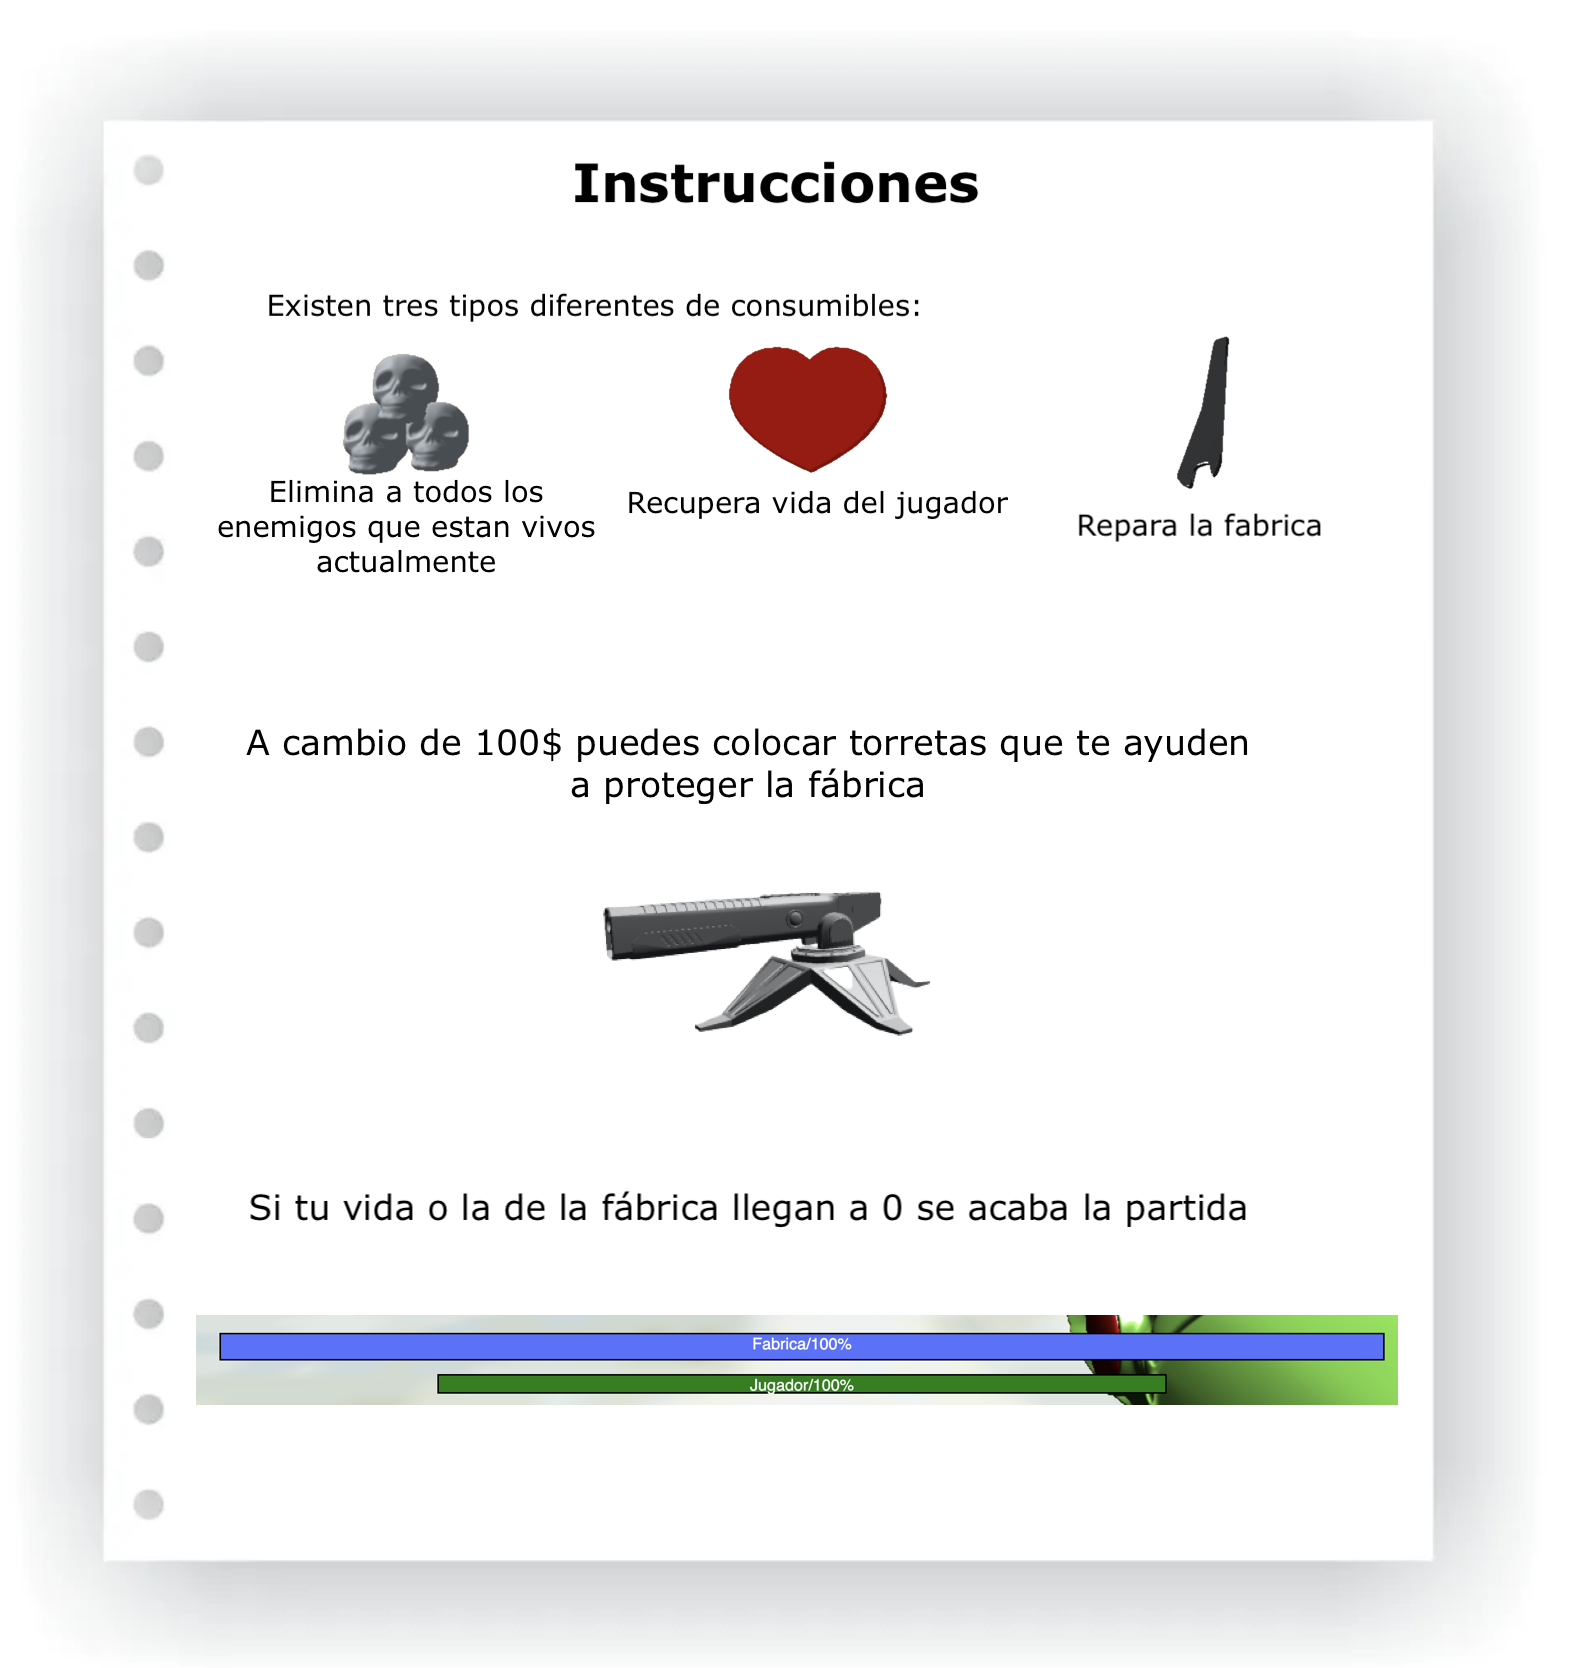 Instrucciones
Existen tres tipos diferentes de consumibles:
Elimina a todos los
enemigos que estan vivos
actualmente
Recupera vida del jugador
Repara la fabrica
A cambio de 100$ puedes colocar torretas que te ayuden
a proteger la fábrica
Si tu vida o la de la fábrica llegan a 0 se acaba la partida
Fabrica/100%
Jugador/100%